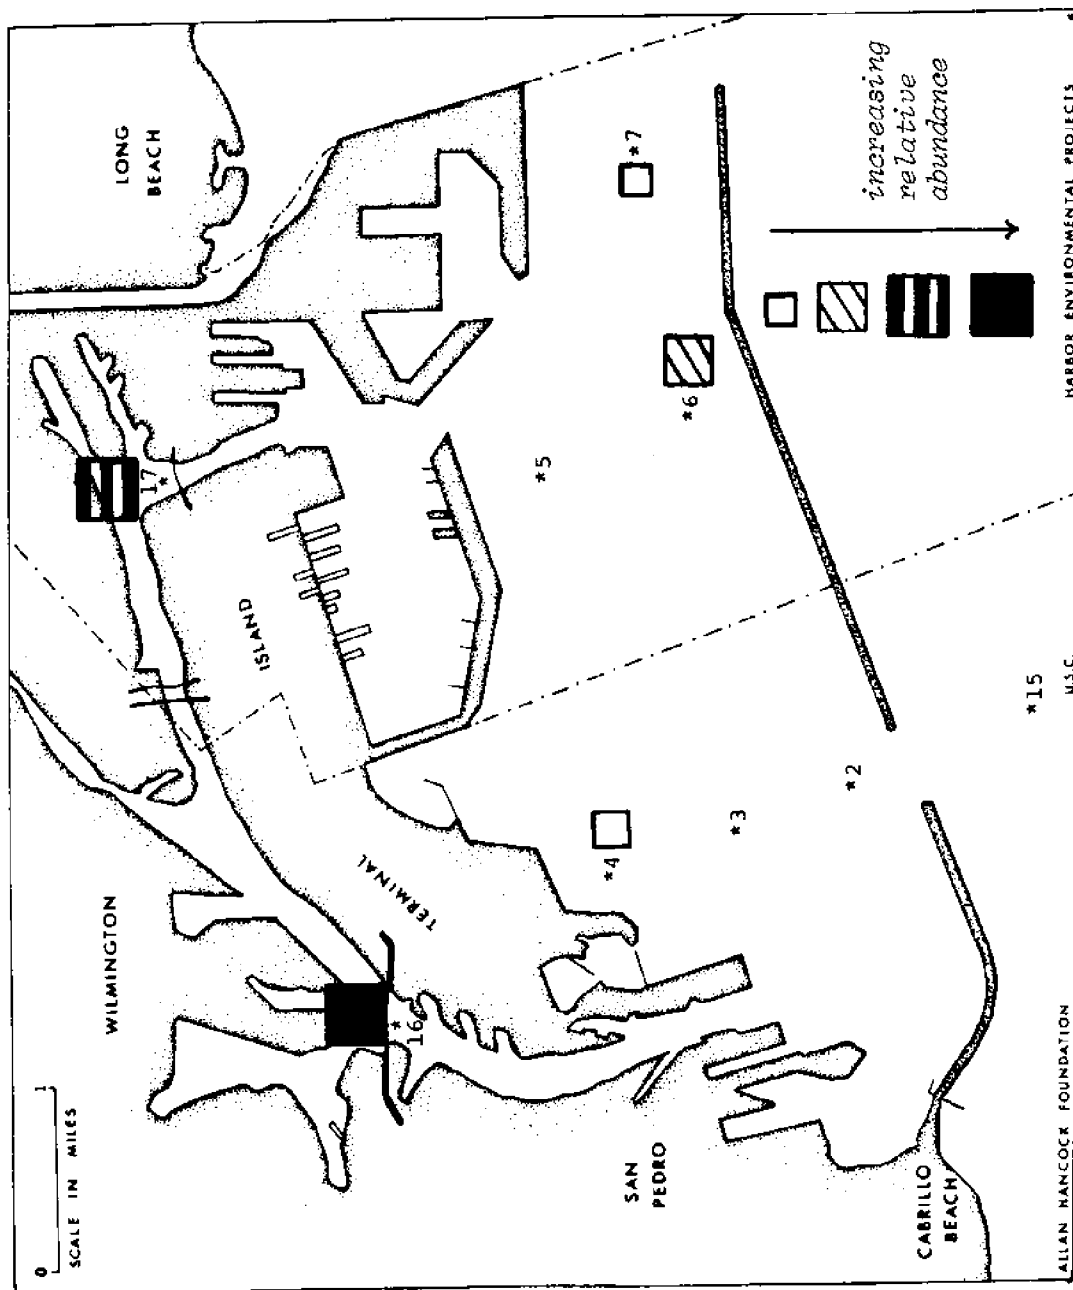 LONG
BEACH
WILMINGTON
TERMINAL
ISLAND
SAN
PEDRO
CABRILLO
BEACH
*7
*6
*5
*4
*3
*2
*15
16
*
17
*
increasing
relative
abundance
0 1
SCALE IN MILES
ALLAN HANCOCK FOUNDATION
U.S.C.
HARBOR ENVIRONMENTAL PROJECTS